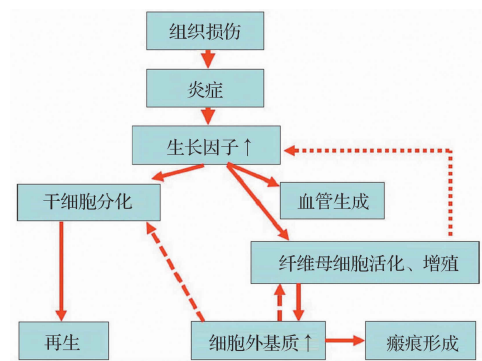 组织损伤
炎症
生长因子↑
干细胞分化
血管生成
纤维母细胞活化、增殖
再生
细胞外基质↑
瘢痕形成